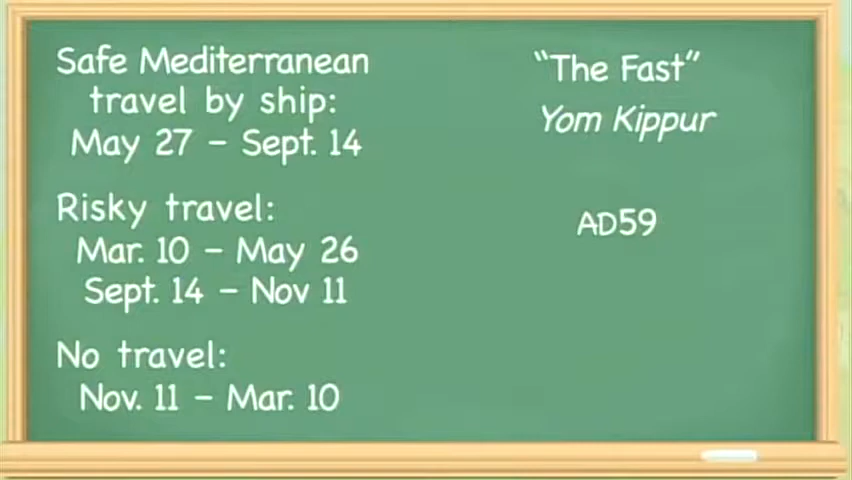 Safe Mediterranean
travel by ship:
May 27 – Sept. 14
Risky travel:
Mar. 10 – May 26
Sept. 14 – Nov 11
No travel:
Nov. 11 – Mar. 10
“The Fast”
Yom Kippur
AD59